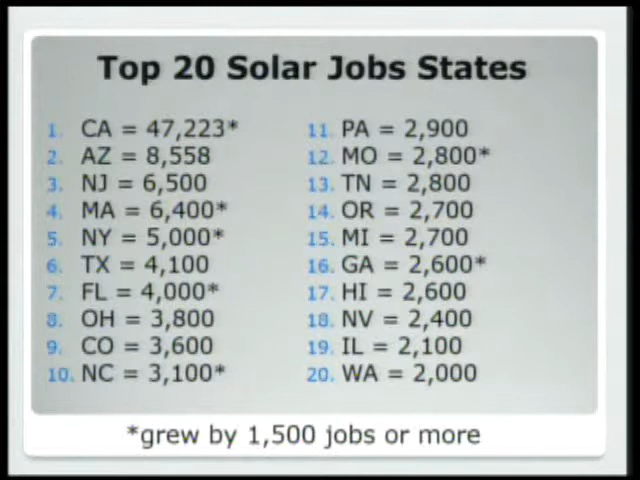 Top 20 Solar Jobs States
1. CA = 47,223*
2. AZ = 8,558
3. NJ = 6,500
4. MA = 6,400*
5. NY = 5,000*
6. TX = 4,100
7. FL = 4,000*
8. OH = 3,800
9. CO = 3,600
10. NC = 3,100*
11. PA = 2,900
12. MO = 2,800*
13. TN = 2,800
14. OR = 2,700
15. MI = 2,700
16. GA = 2,600*
17. HI = 2,600
18. NV = 2,400
19. IL = 2,100
20. WA = 2,000
*grew by 1,500 jobs or more